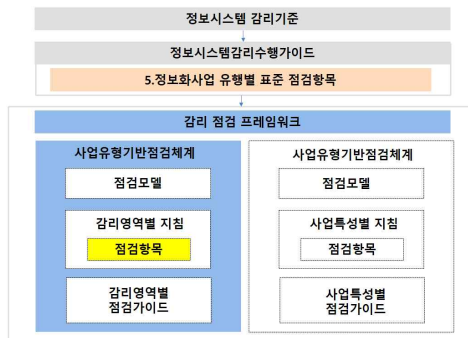 정보시스템 감리기준
정보시스템감리수행가이드
5.정보화사업 유행별 표준 점검항목
감리 점검 프레임워크
사업유형기반점검체계
점검모델
감리영역별 지침
점검항목
감리영역별
점검가이드
사업유형기반점검체계
점검모델
사업특성별 지침
점검항목
사업특성별
점검가이드